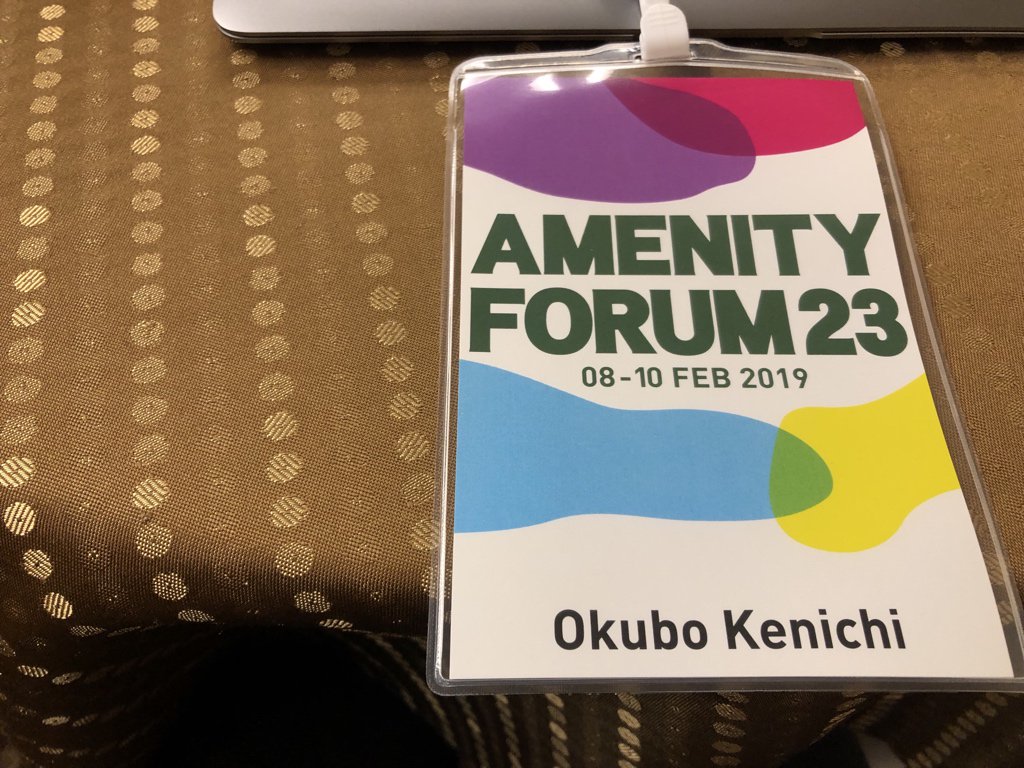 AMENITY
FORUM 23
08-10 FEB 2019
Okubo Kenichi